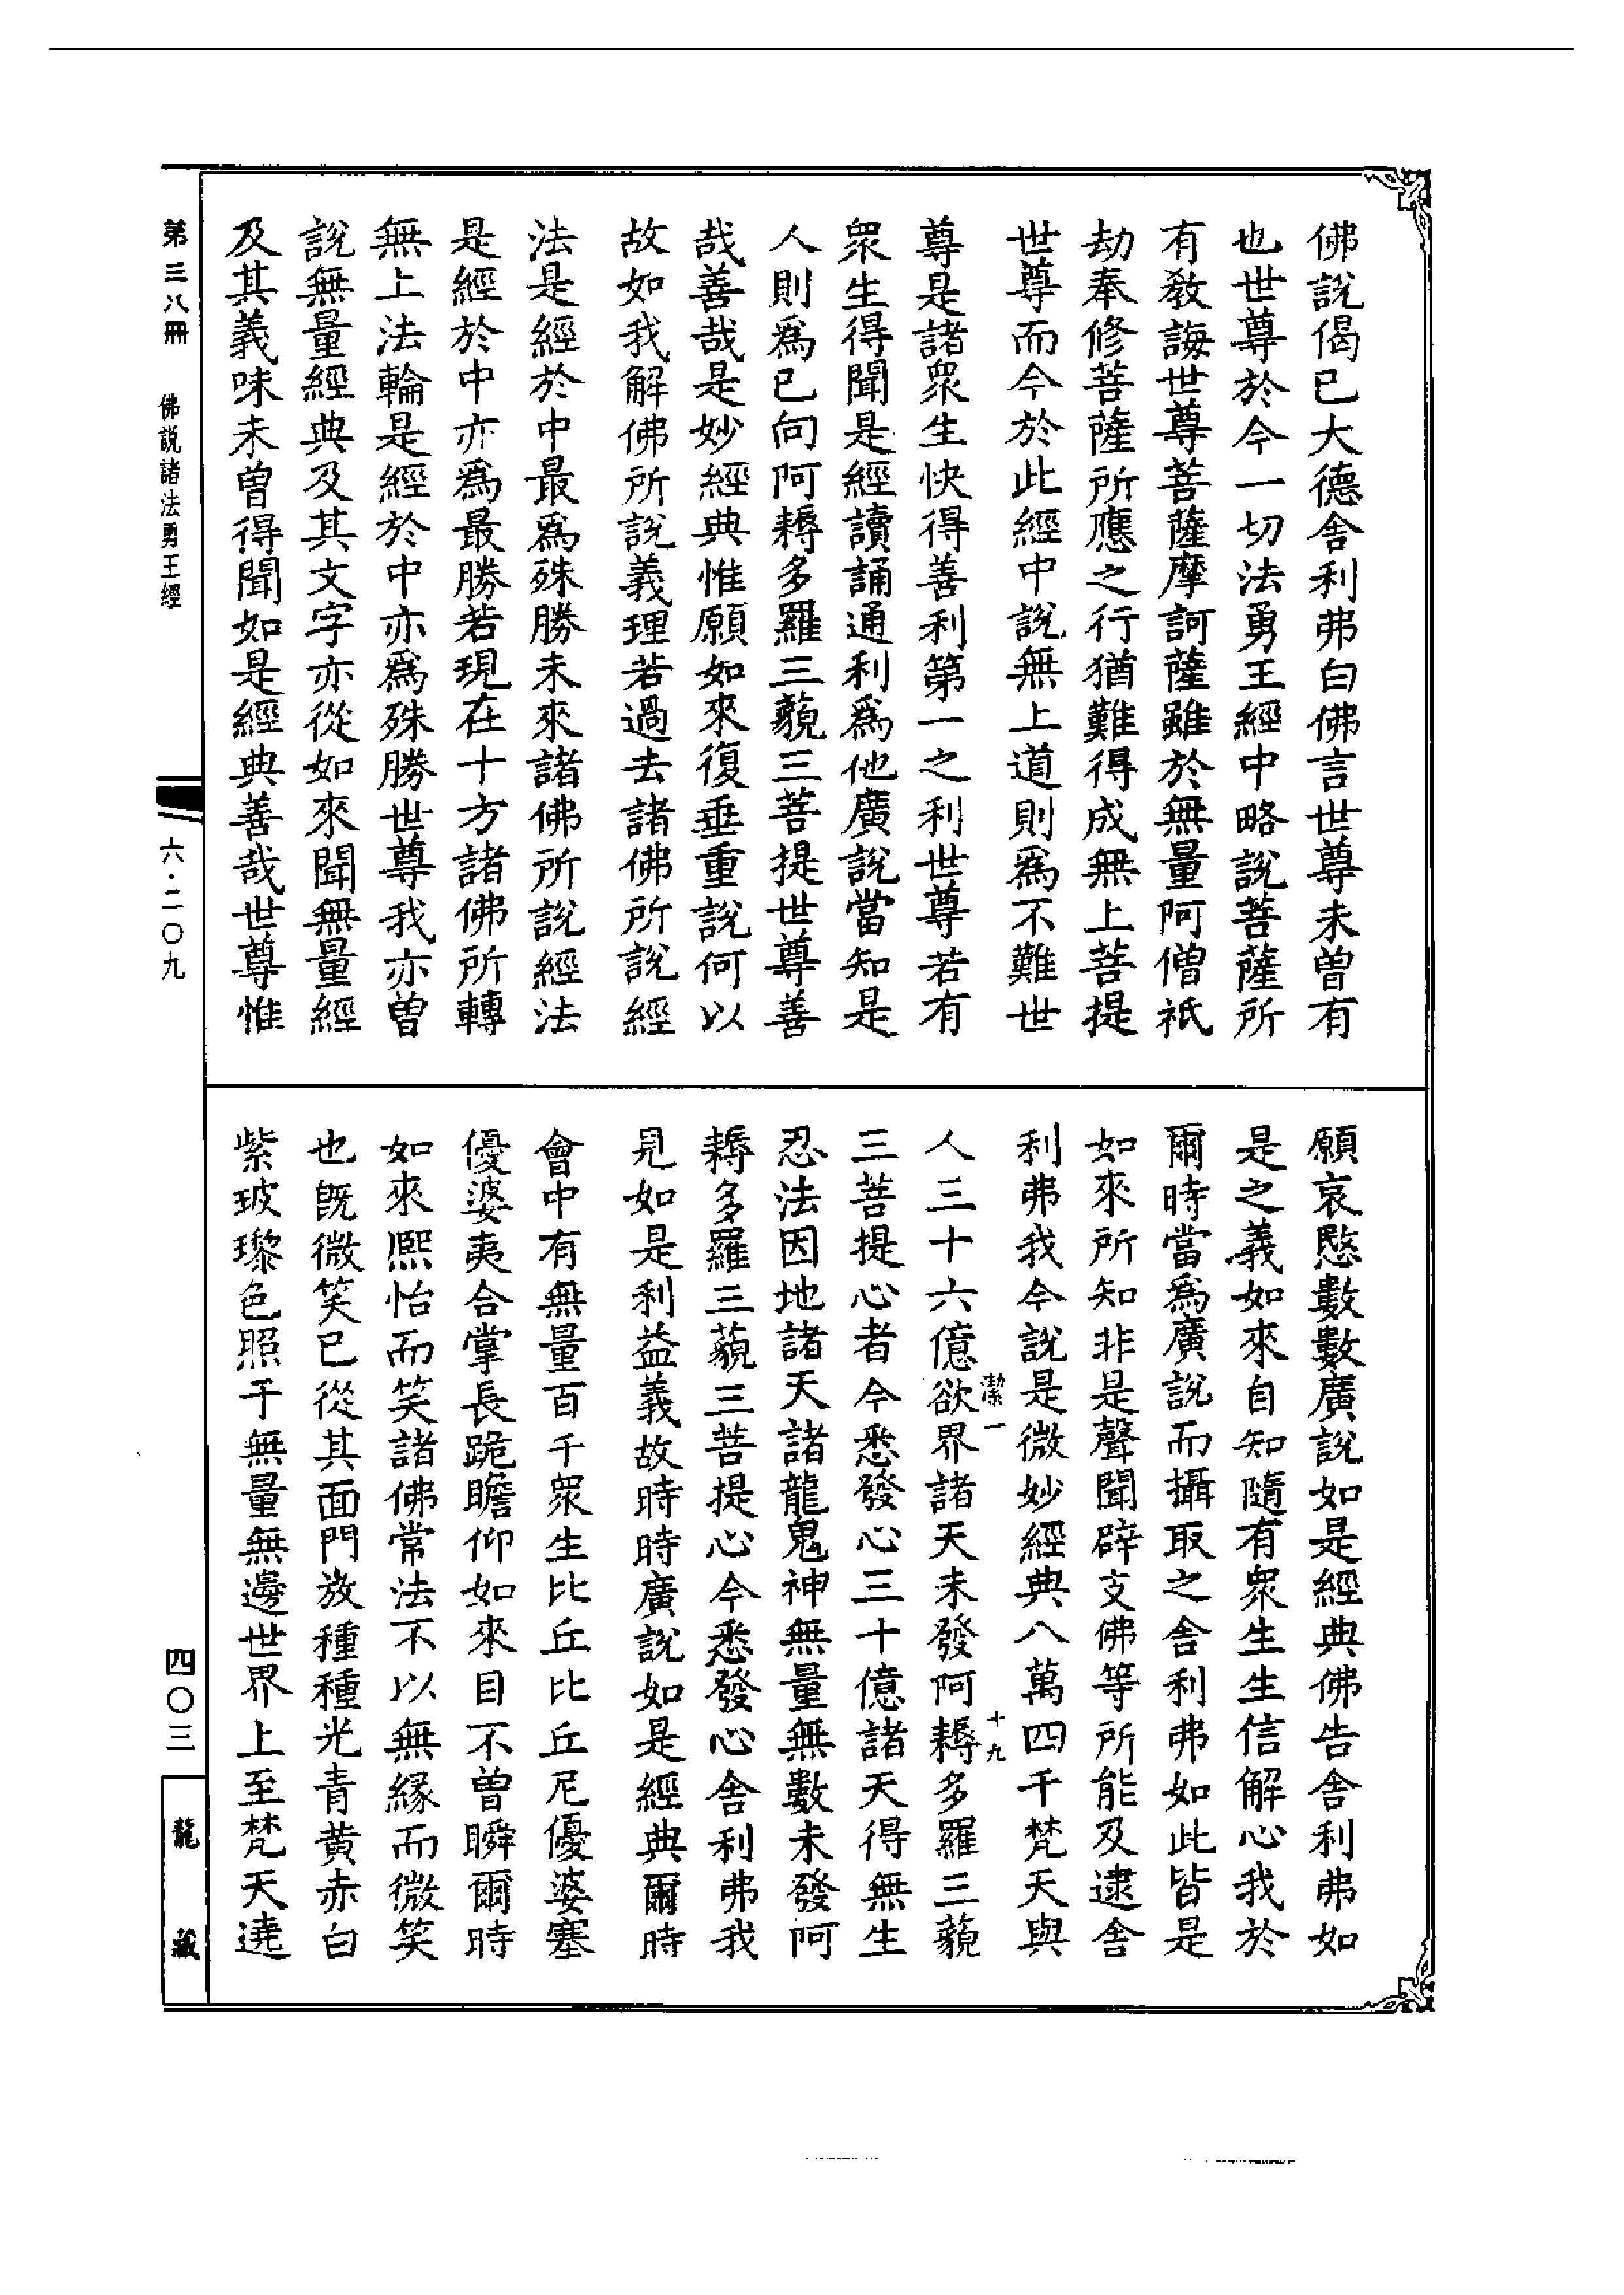 佛說偈已大德舍利弗白佛言世尊未曾有
也世尊於今一切法勇王經中略說菩薩所
有教誨世尊菩薩摩訶薩雖於無量阿僧祇
劫奉修菩薩所應之行猶難得成無上菩提
世尊而今於此經中說無上道則爲不難世
尊是諸眾生快得善利第一之利世尊若有
眾生得聞是經讀誦通利爲他廣說當知是
人則爲已向阿耨多羅三藐三菩提世尊善
哉善哉是妙經典惟願如來復垂重說何以
故如我解佛所說義理若過去諸佛所說經
法是經於中最爲殊勝未來諸佛所說經法
是經於中亦爲最勝若現在十方諸佛所轉
無上法輪是經於中亦爲殊勝世尊我亦曾
說無量經典及其文字亦從如來聞無量經
及其義味未曾得聞如是經典善哉世尊惟
願哀愍數數廣說如是經典佛告舍利弗如
是之義如來自知隨有眾生生信解心我於
爾時當爲廣說而攝取之舍利弗如此皆是
如來所知非是聲聞辟支佛等所能及逮舍
利弗我今說是微妙經典八萬四千梵天與
潔一 十九
人三十六億欲界諸天未發阿耨多羅三藐
三菩提心者今悉發心三十億諸天得無生
忍法因地諸天諸龍鬼神無量無數未發阿
耨多羅三藐三菩提心今悉發心舍利弗我
見如是利益義故時時廣說如是經典爾時
會中有無量百千眾生比丘比丘尼優婆塞
優婆夷合掌長跪瞻仰如來目不曾瞬爾時
如來熙怡而笑諸佛常法不以無緣而微笑
也既微笑已從其面門放種種光青黃赤白
紫玻瓈色照于無量無邊世界上至梵天遶
第三八冊 佛說諸法勇王經 六·二〇九 四〇三 龍藏